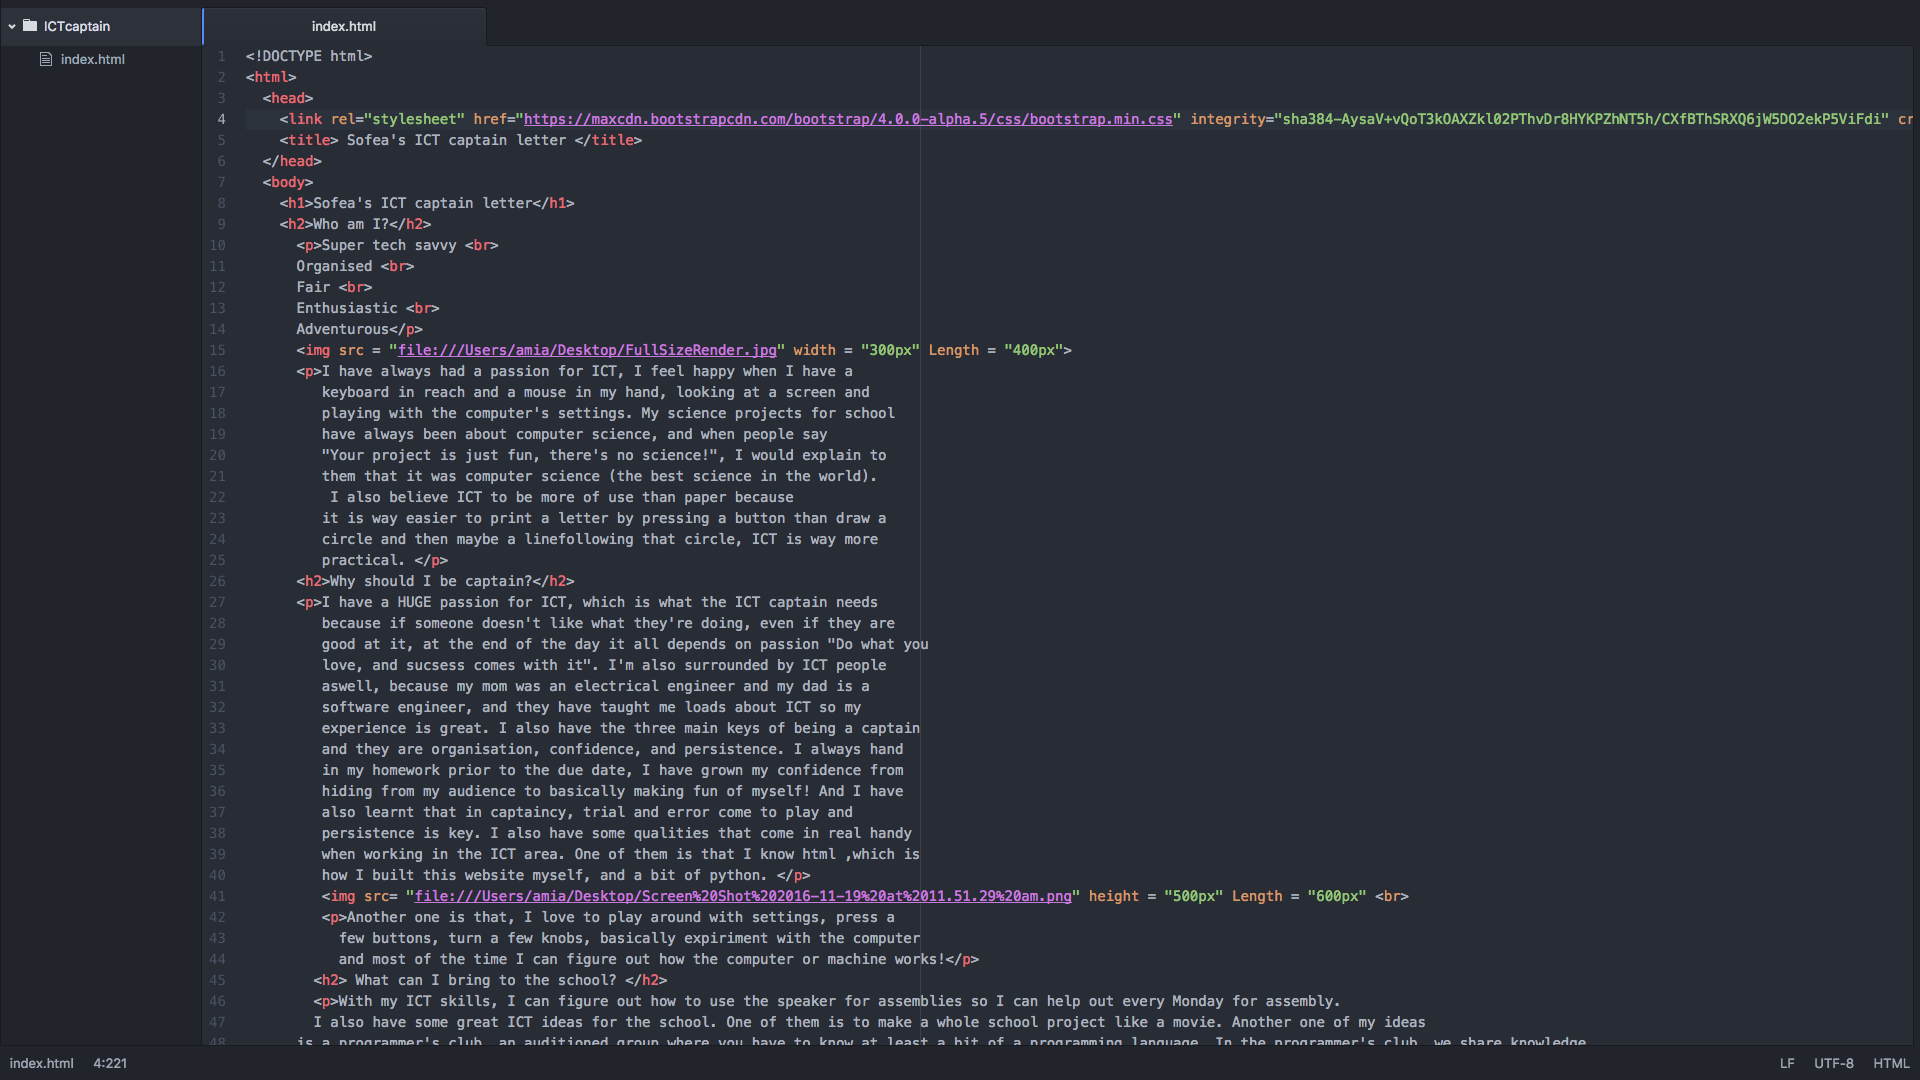 ICTcaptain
index.html
index.html
1 <!DOCTYPE html>
2 <html>
3 <head>
4 <link rel="stylesheet" href="https://maxcdn.bootstrapcdn.com/bootstrap/4.0.0-alpha.5/css/bootstrap.min.css" integrity="sha384-AysaV+vQoT3kOAXZkl02PThvDr8HYKPZhNT5h/CXfBThSRXQ6jW5DO2ekP5ViFdi" cr
5 <title> Sofea's ICT captain letter </title>
6 </head>
7 <body>
8 <h1>Sofea's ICT captain letter</h1>
9 <h2>Who am I?</h2>
10 <p>Super tech savvy <br>
11 Organised <br>
12 Fair <br>
13 Enthusiastic <br>
14 Adventurous</p>
15 <img src = "file:///Users/amia/Desktop/FullSizeRender.jpg" width = "300px" Length = "400px">
16 <p>I have always had a passion for ICT, I feel happy when I have a
17 keyboard in reach and a mouse in my hand, looking at a screen and
18 playing with the computer's settings. My science projects for school
19 have always been about computer science, and when people say
20 "Your project is just fun, there's no science!", I would explain to
21 them that it was computer science (the best science in the world).
22 I also believe ICT to be more of use than paper because
23 it is way easier to print a letter by pressing a button than draw a
24 circle and then maybe a linefollowing that circle, ICT is way more
25 practical. </p>
26 <h2>Why should I be captain?</h2>
27 <p>I have a HUGE passion for ICT, which is what the ICT captain needs
28 because if someone doesn't like what they're doing, even if they are
29 good at it, at the end of the day it all depends on passion "Do what you
30 love, and sucsess comes with it". I'm also surrounded by ICT people
31 aswell, because my mom was an electrical engineer and my dad is a
32 software engineer, and they have taught me loads about ICT so my
33 experience is great. I also have the three main keys of being a captain
34 and they are organisation, confidence, and persistence. I always hand
35 in my homework prior to the due date, I have grown my confidence from
36 hiding from my audience to basically making fun of myself! And I have
37 also learnt that in captaincy, trial and error come to play and
38 persistence is key. I also have some qualities that come in real handy
39 when working in the ICT area. One of them is that I know html ,which is
40 how I built this website myself, and a bit of python. </p>
41 <img src= "file:///Users/amia/Desktop/Screen%20Shot%202016-11-19%20at%2011.51.29%20am.png" height = "500px" Length = "600px" <br>
42 <p>Another one is that, I love to play around with settings, press a
43 few buttons, turn a few knobs, basically expiriment with the computer
44 and most of the time I can figure out how the computer or machine works!</p>
45 <h2> What can I bring to the school? </h2>
46 <p>With my ICT skills, I can figure out how to use the speaker for assemblies so I can help out every Monday for assembly.
47 I also have some great ICT ideas for the school. One of them is to make a whole school project like a movie. Another one of my ideas
48 is a programmer's club, an auditioned group where you have to know at least a bit of a programming language. In the programmer's club, we share knowledge
index.html 4:221 LF UTF-8 HTML